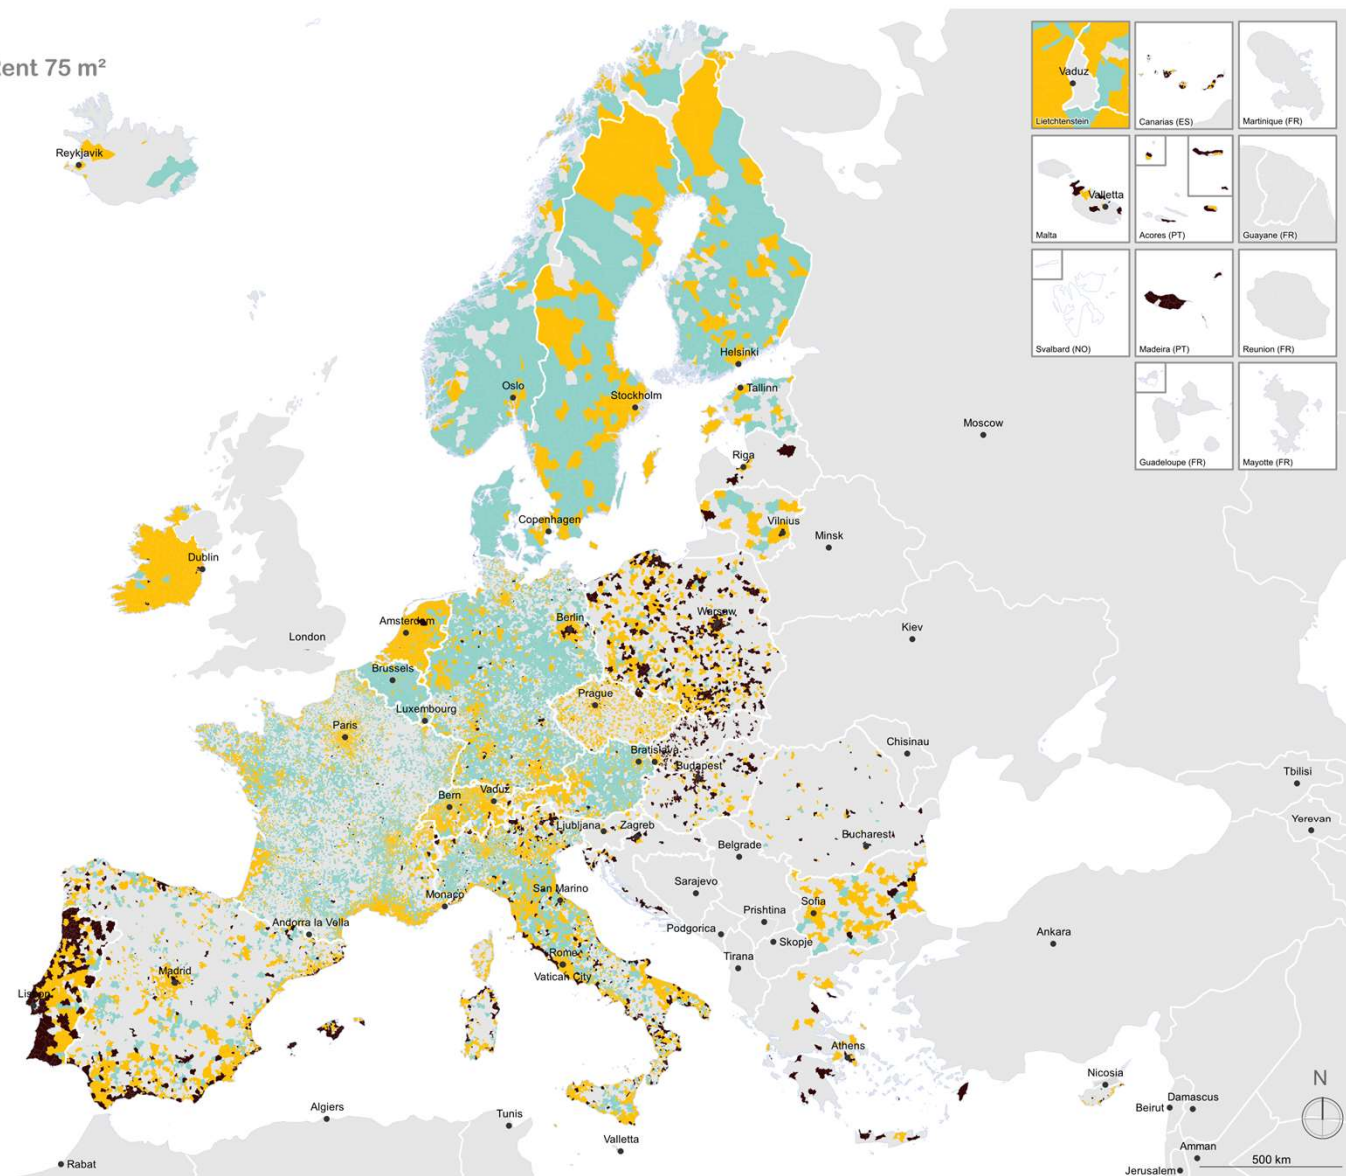 ent 75 m²
Reykjavik
Vaduz
Lietchtenstein
Canarias (ES)
Martinique (FR)
Valletta
Malta
Acores (PT)
Guayane (FR)
Svalbard (NO)
Madeira (PT)
Reunion (FR)
Guadeloupe (FR)
Mayotte (FR)
Helsinki
Oslo
Stockholm
Tallinn
Moscow
Riga
Copenhagen
Vilnius
Minsk
Dublin
Amsterdam
Berlin
Warsaw
London
Kiev
Brussels
Prague
Luxembourg
Paris
Bratislava
Budapest
Chisinau
Tbilisi
Bern
Vaduz
Ljubljana
Zagreb
Bucharest
Yerevan
Belgrade
Monaco
San Marino
Sarajevo
Prishtina
Sofia
Andorra la Vella
Podgorica
Skopje
Ankara
Rome
Tirana
Madrid
Vatican City
Lisbon
Athens
Nicosia
N
Algiers
Tunis
Beirut
Damascus
Valletta
Amman
500 km
Rabat
Jerusalem